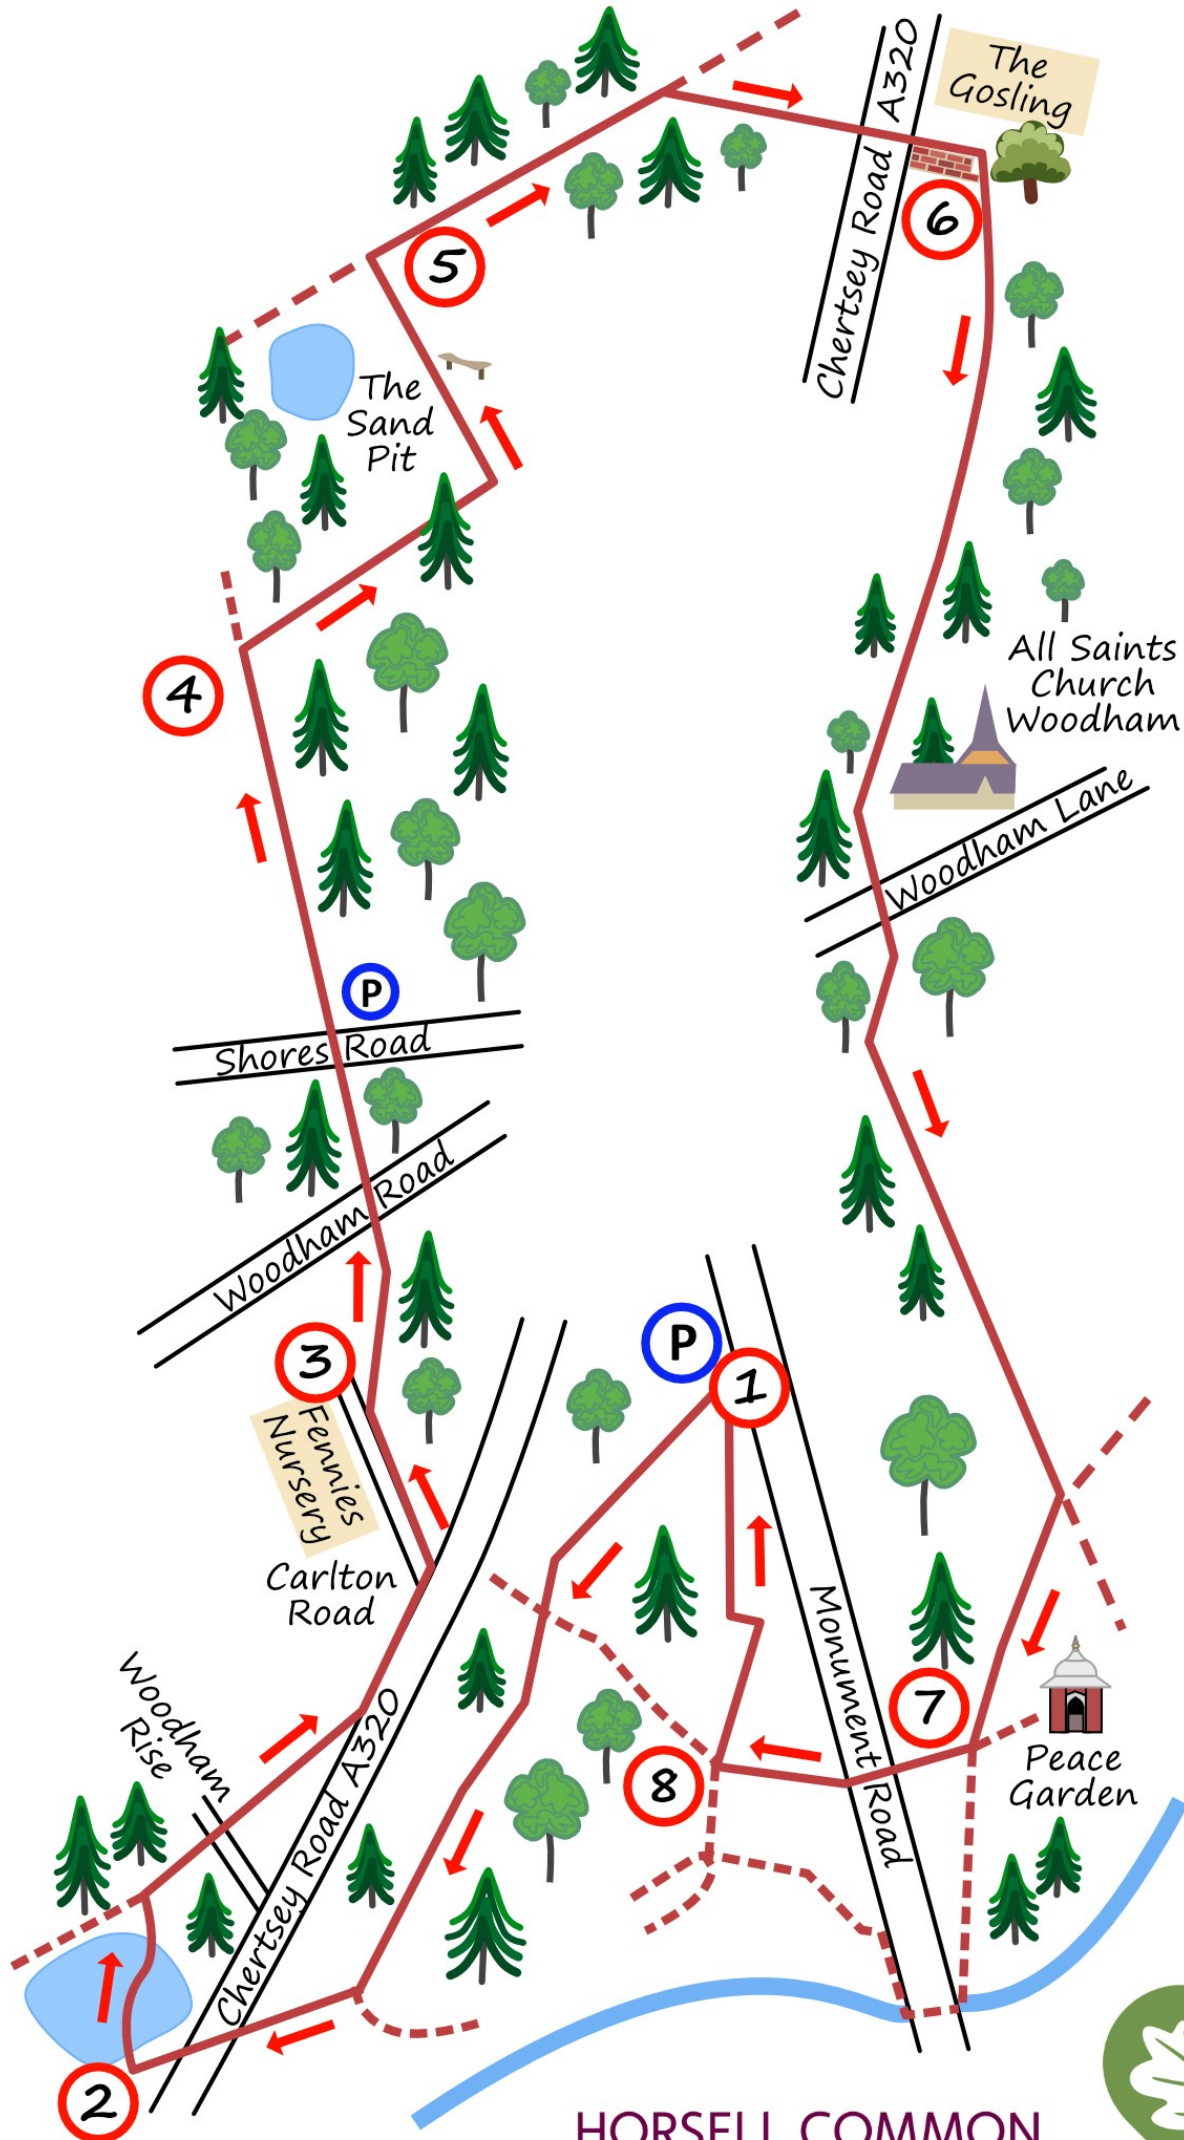 Chertsey Road A320
The
Gosling
6
5
The
Sand
Pit
All Saints
Church
Woodham
4
Woodham Lane
P
Shores Road
Woodham Road
P
1
3
Fennies
Nursery
Carlton
Road
Monument Road
Woodham
Rise
7
Peace
Garden
8
Chertsey Road A320
2
HORSELL COMMON